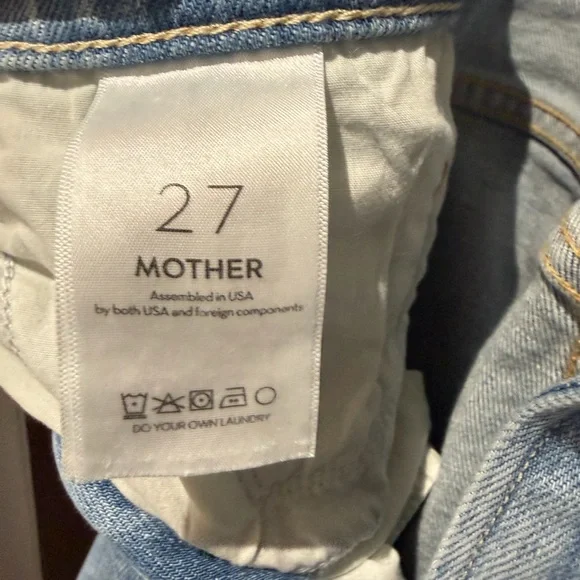 27
MOTHER
Assembled in USA
by both USA and foreign components
DO YOUR OWN LAUNDRY